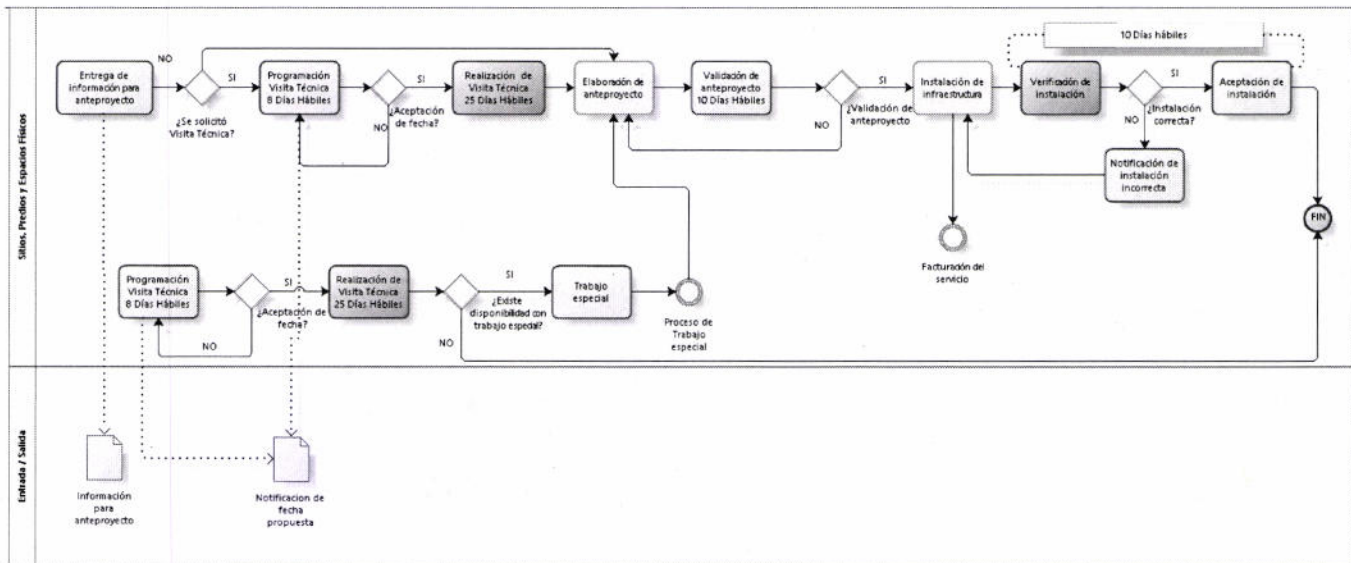 Sitios, Predios y Espacios Físicos
Entrega de
información para
anteproyecto
NO
SI
¿Se solicitó
Visita Técnica?
Programación
Visita Técnica
8 Días Hábiles
SI
¿Aceptación
de fecha?
NO
Realización de
Visita Técnica
25 Días Hábiles
Elaboración de
anteproyecto
Validación de
anteproyecto
10 Días Hábiles
SI
¿Validación de
anteproyecto
NO
Instalación de
infraestructura
10 Días hábiles
Verificación de
instalación
SI
¿Instalación
correcta?
NO
Aceptación de
instalación
Notificación de
instalación
incorrecta
FIN
Facturación del
servicio
Programación
Visita Técnica
8 Días Hábiles
SI
¿Aceptación de
fecha?
NO
Realización de
Visita Técnica
25 Días Hábiles
SI
¿Existe
disponibilidad con
trabajo especial?
NO
Trabajo
especial
Proceso de
Trabajo
especial
Entrada / Salida
Información
para
anteproyecto
Notificacion de
fecha
propuesta